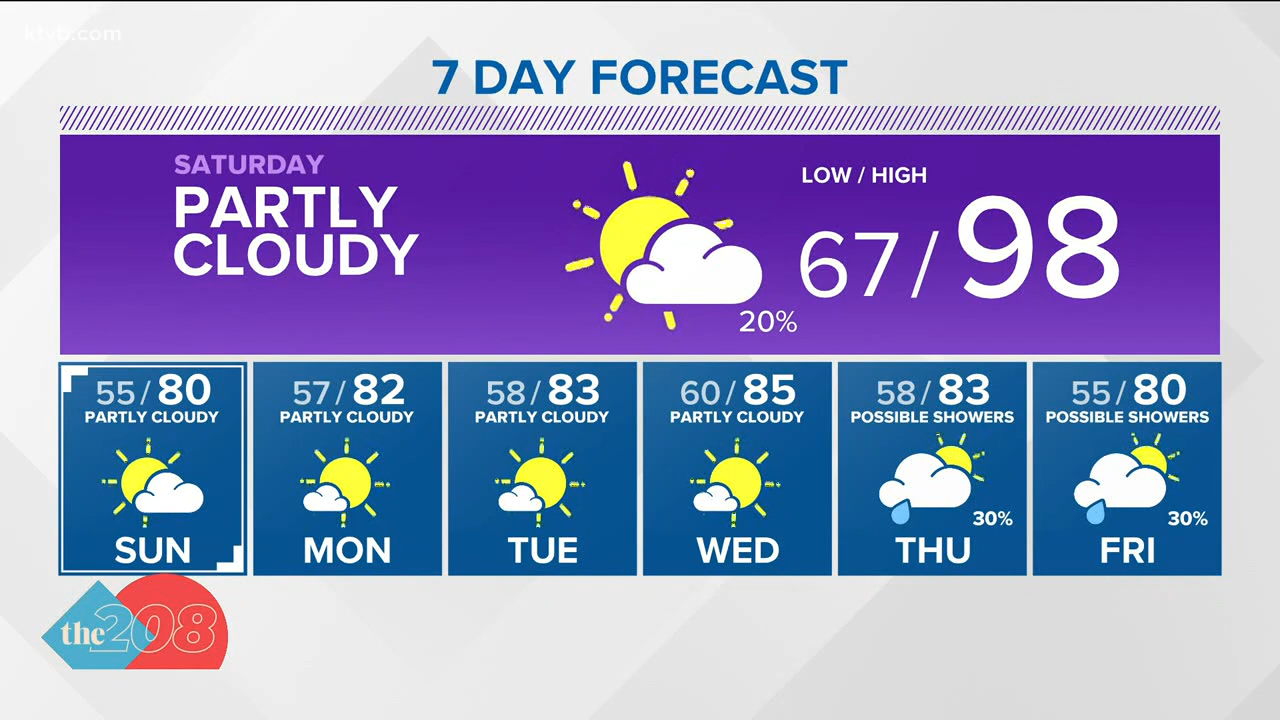 ktvb.com
7 DAY FORECAST
SATURDAY
PARTLY
CLOUDY
LOW / HIGH
67/98
20%
55/80
PARTLY CLOUDY
SUN
57/82
PARTLY CLOUDY
MON
58/83
PARTLY CLOUDY
TUE
60/85
PARTLY CLOUDY
WED
58/83
POSSIBLE SHOWERS
30%
THU
55/80
POSSIBLE SHOWERS
30%
FRI
the 208